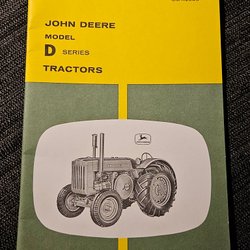 JOHN DEERE
MODEL
D SERIES
TRACTORS